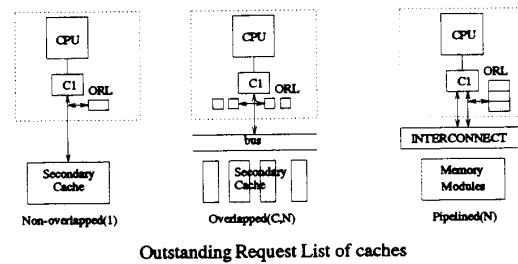 CPU
C1
ORL
Secondary
Cache
Non-overlapped(1)
CPU
C1
ORL
bus
Secondary
Cache
Overlapped(C,N)
CPU
C1
ORL
INTERCONNECT
Memory
Modules
Pipelined(N)
Outstanding Request List of caches